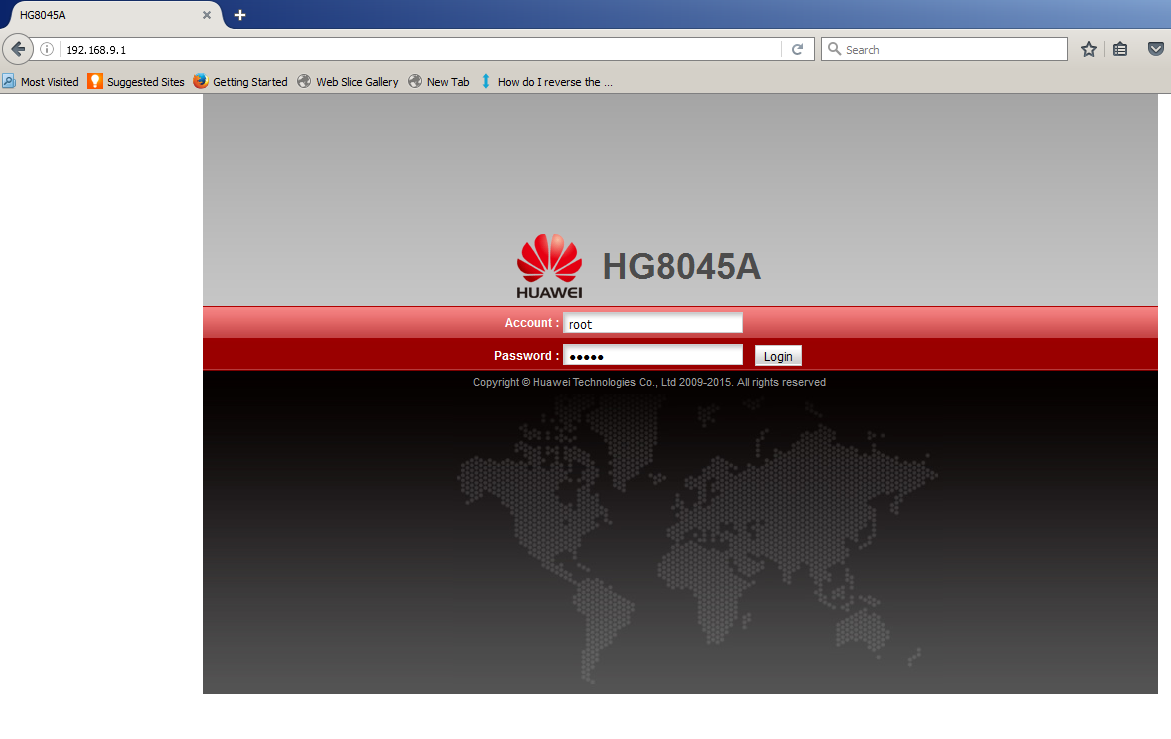 HG8045A
192.168.9.1
Search
Most Visited Suggested Sites Getting Started Web Slice Gallery New Tab How do I reverse the ...
HUAWEI HG8045A
Account : root
Password : ●●●●● Login
Copyright © Huawei Technologies Co., Ltd 2009-2015. All rights reserved